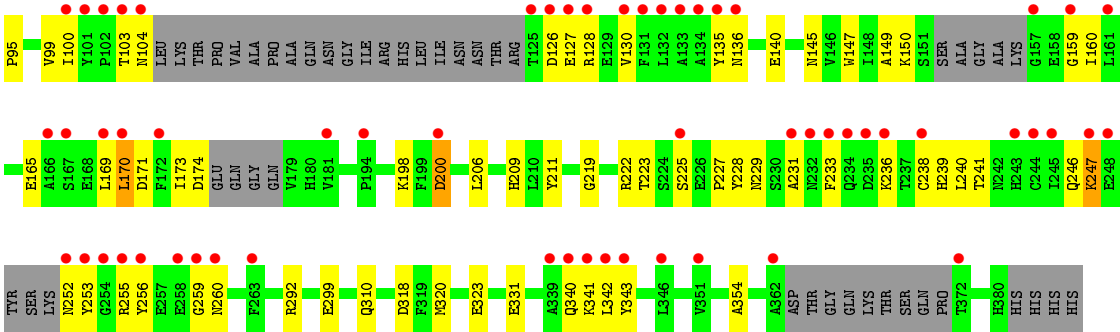 P95 V99 I100 Y101 P102 T103 N104 LEU LYS THR PRO VAL ALA PRO ALA GLN ASN GLY ILE ARG HIS LEU ILE ASN ASN THR ARG T125 D126 E127 R128 E129 V130 F131 L132 A133 A134 Y135 N136 E140 N145 V146 W147 I148 A149 K150 S151 SER ALA GLY ALA LYS G157 E158 G159 I160 L161
E165 A166 S167 E168 L169 L170 D171 F172 I173 D174 GLU GLN GLY GLN V179 H180 V181 P194 K198 F199 D200 L206 H209 L210 Y211 G219 R222 T223 S224 S225 E226 P227 Y228 N229 S230 A231 N232 F233 Q234 D235 K236 T237 C238 H239 L240 T241 N242 H243 C244 I245 Q246 K247 E248
TYR SER LYS N252 Y253 G254 R255 Y256 E257 E258 G259 N260 F263 R292 E299 Q310 D318 F319 M320 E323 E331 A339 Q340 K341 L342 Y343 L346 V351 A354 A362 ASP THR GLY GLN LYS THR SER GLN PRO T372 H380 HIS HIS HIS HIS